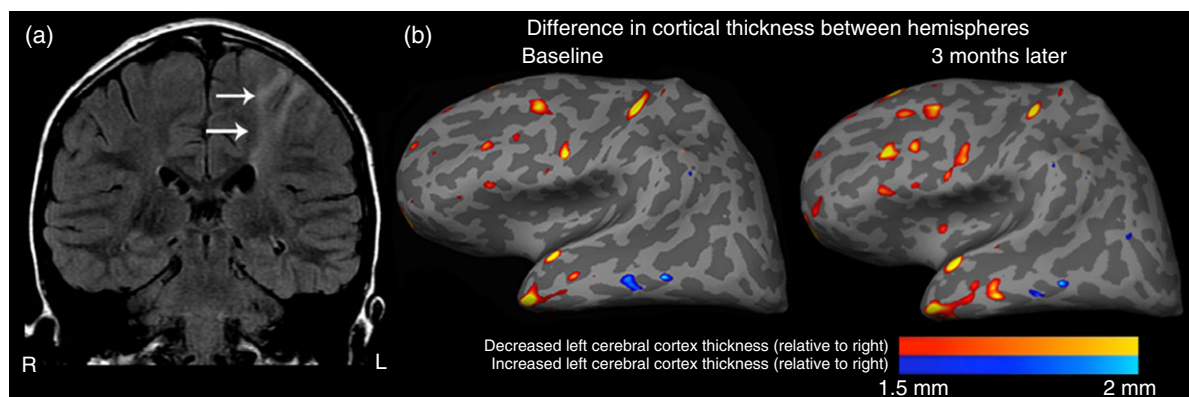 (a)
R
L
(b)
Difference in cortical thickness between hemispheres
Baseline
3 months later
Decreased left cerebral cortex thickness (relative to right)
Increased left cerebral cortex thickness (relative to right)
1.5 mm
2 mm